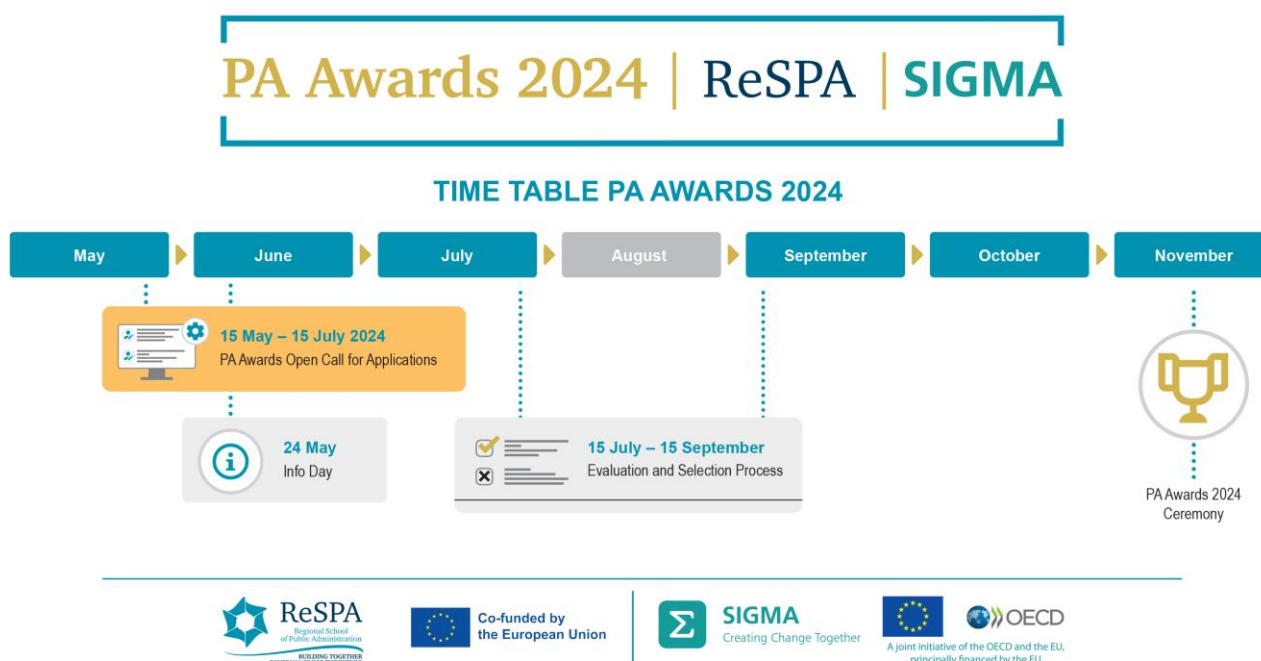 PA Awards 2024 | ReSPA | SIGMA
TIME TABLE PA AWARDS 2024
May
June
July
August
September
October
November
15 May – 15 July 2024
PA Awards Open Call for Applications
24 May
Info Day
15 July – 15 September
Evaluation and Selection Process
PA Awards 2024
Ceremony
ReSPA
Regional School
of Public Administration
BUILDING TOGETHER
Co-funded by
the European Union
SIGMA
Creating Change Together
OECD
A joint initiative of the OECD and the EU,
principally financed by the EU